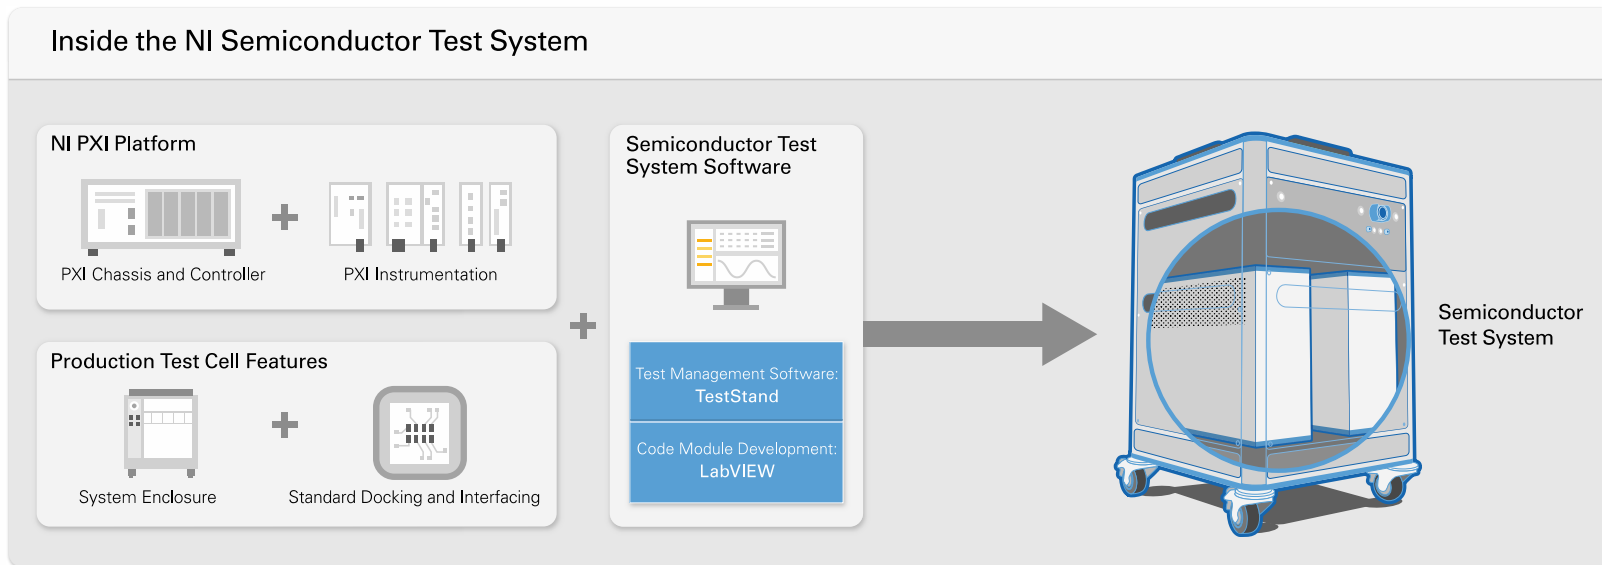 Inside the NI Semiconductor Test System
NI PXI Platform
PXI Chassis and Controller
PXI Instrumentation
Production Test Cell Features
System Enclosure
Standard Docking and Interfacing
Semiconductor Test
System Software
Test Management Software:
TestStand
Code Module Development:
LabVIEW
Semiconductor
Test System